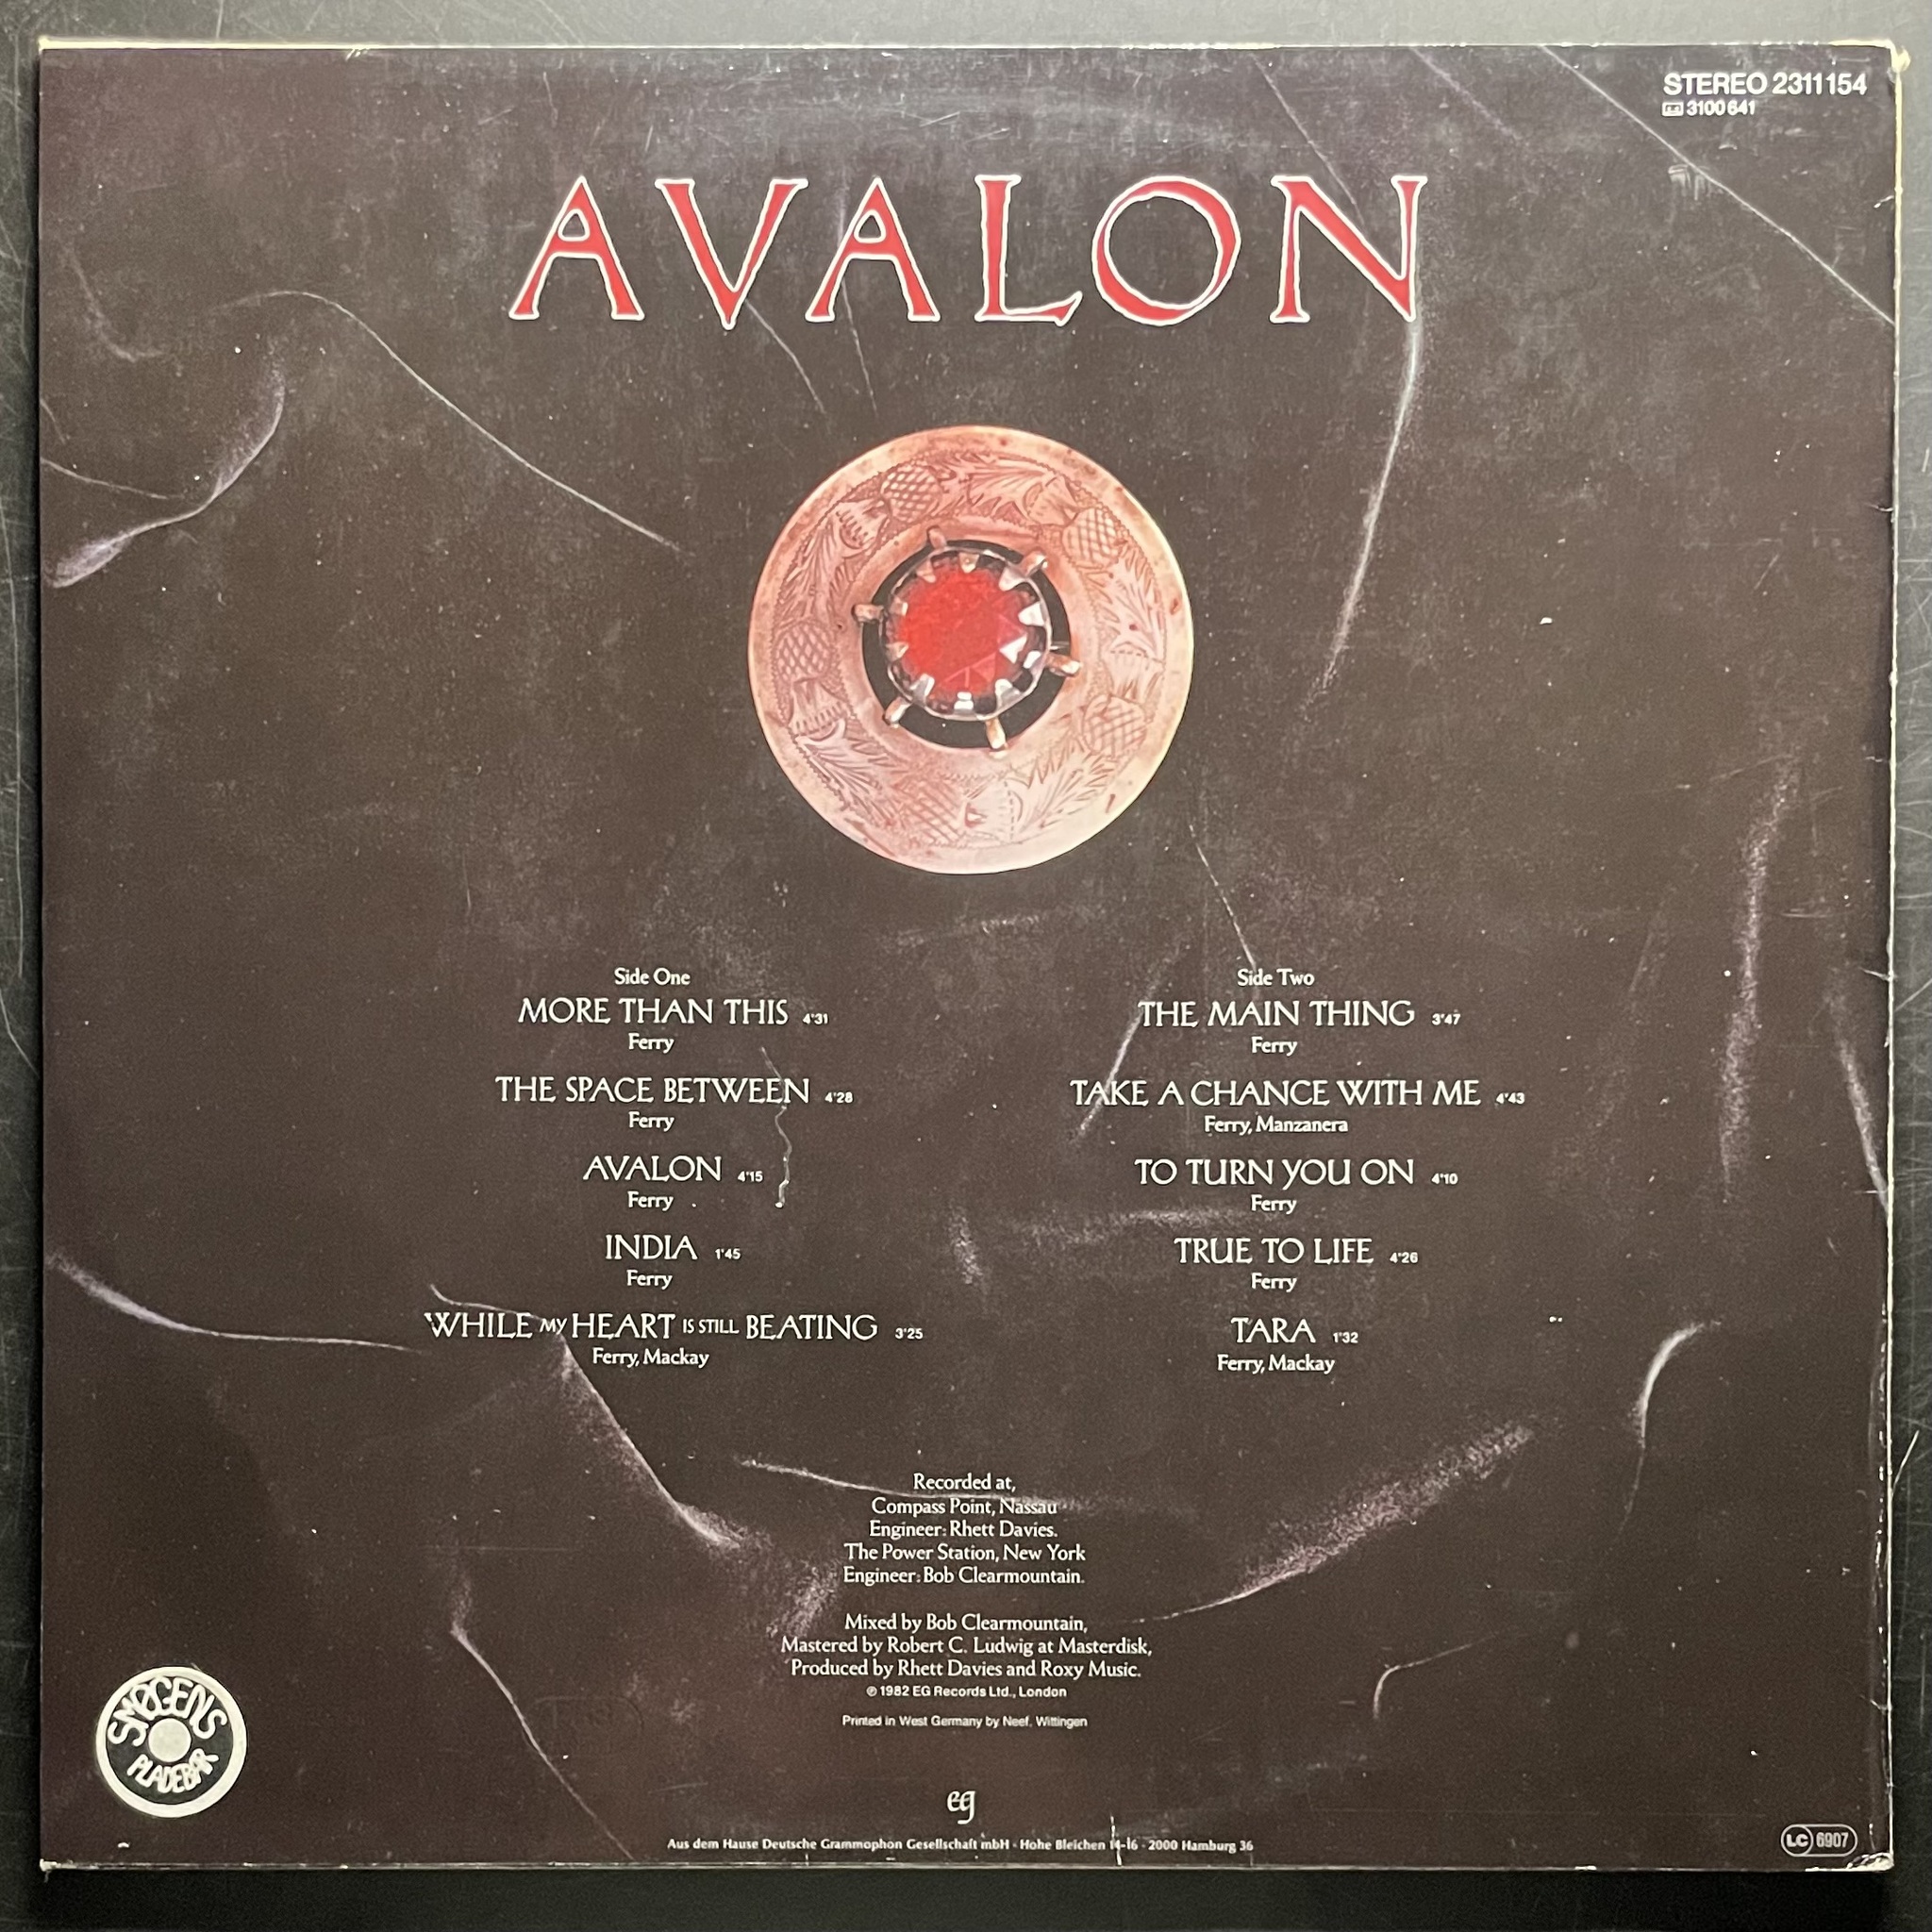 STEREO 2311154
3100 641
AVALON
Side One
MORE THAN THIS 4'31
Ferry
THE SPACE BETWEEN 4'28
Ferry
AVALON 4'15
Ferry
INDIA 1'45
Ferry
WHILE MY HEART IS STILL BEATING 3'25
Ferry, Mackay
Side Two
THE MAIN THING 3'47
Ferry
TAKE A CHANCE WITH ME 4'43
Ferry, Manzanera
TO TURN YOU ON 4'10
Ferry
TRUE TO LIFE 4'26
Ferry
TARA 1'32
Ferry, Mackay
Recorded at,
Compass Point, Nassau
Engineer: Rhett Davies.
The Power Station, New York
Engineer: Bob Clearmountain.
Mixed by Bob Clearmountain,
Mastered by Robert C. Ludwig at Masterdisk,
Produced by Rhett Davies and Roxy Music.
℗ 1982 EG Records Ltd., London
Printed in West Germany by Neef, Wittingen
SMØGENS
PLADEBAR
eg
Aus dem Hause Deutsche Grammophon Gesellschaft mbH · Hohe Bleichen 14-16 · 2000 Hamburg 36
LC 6907